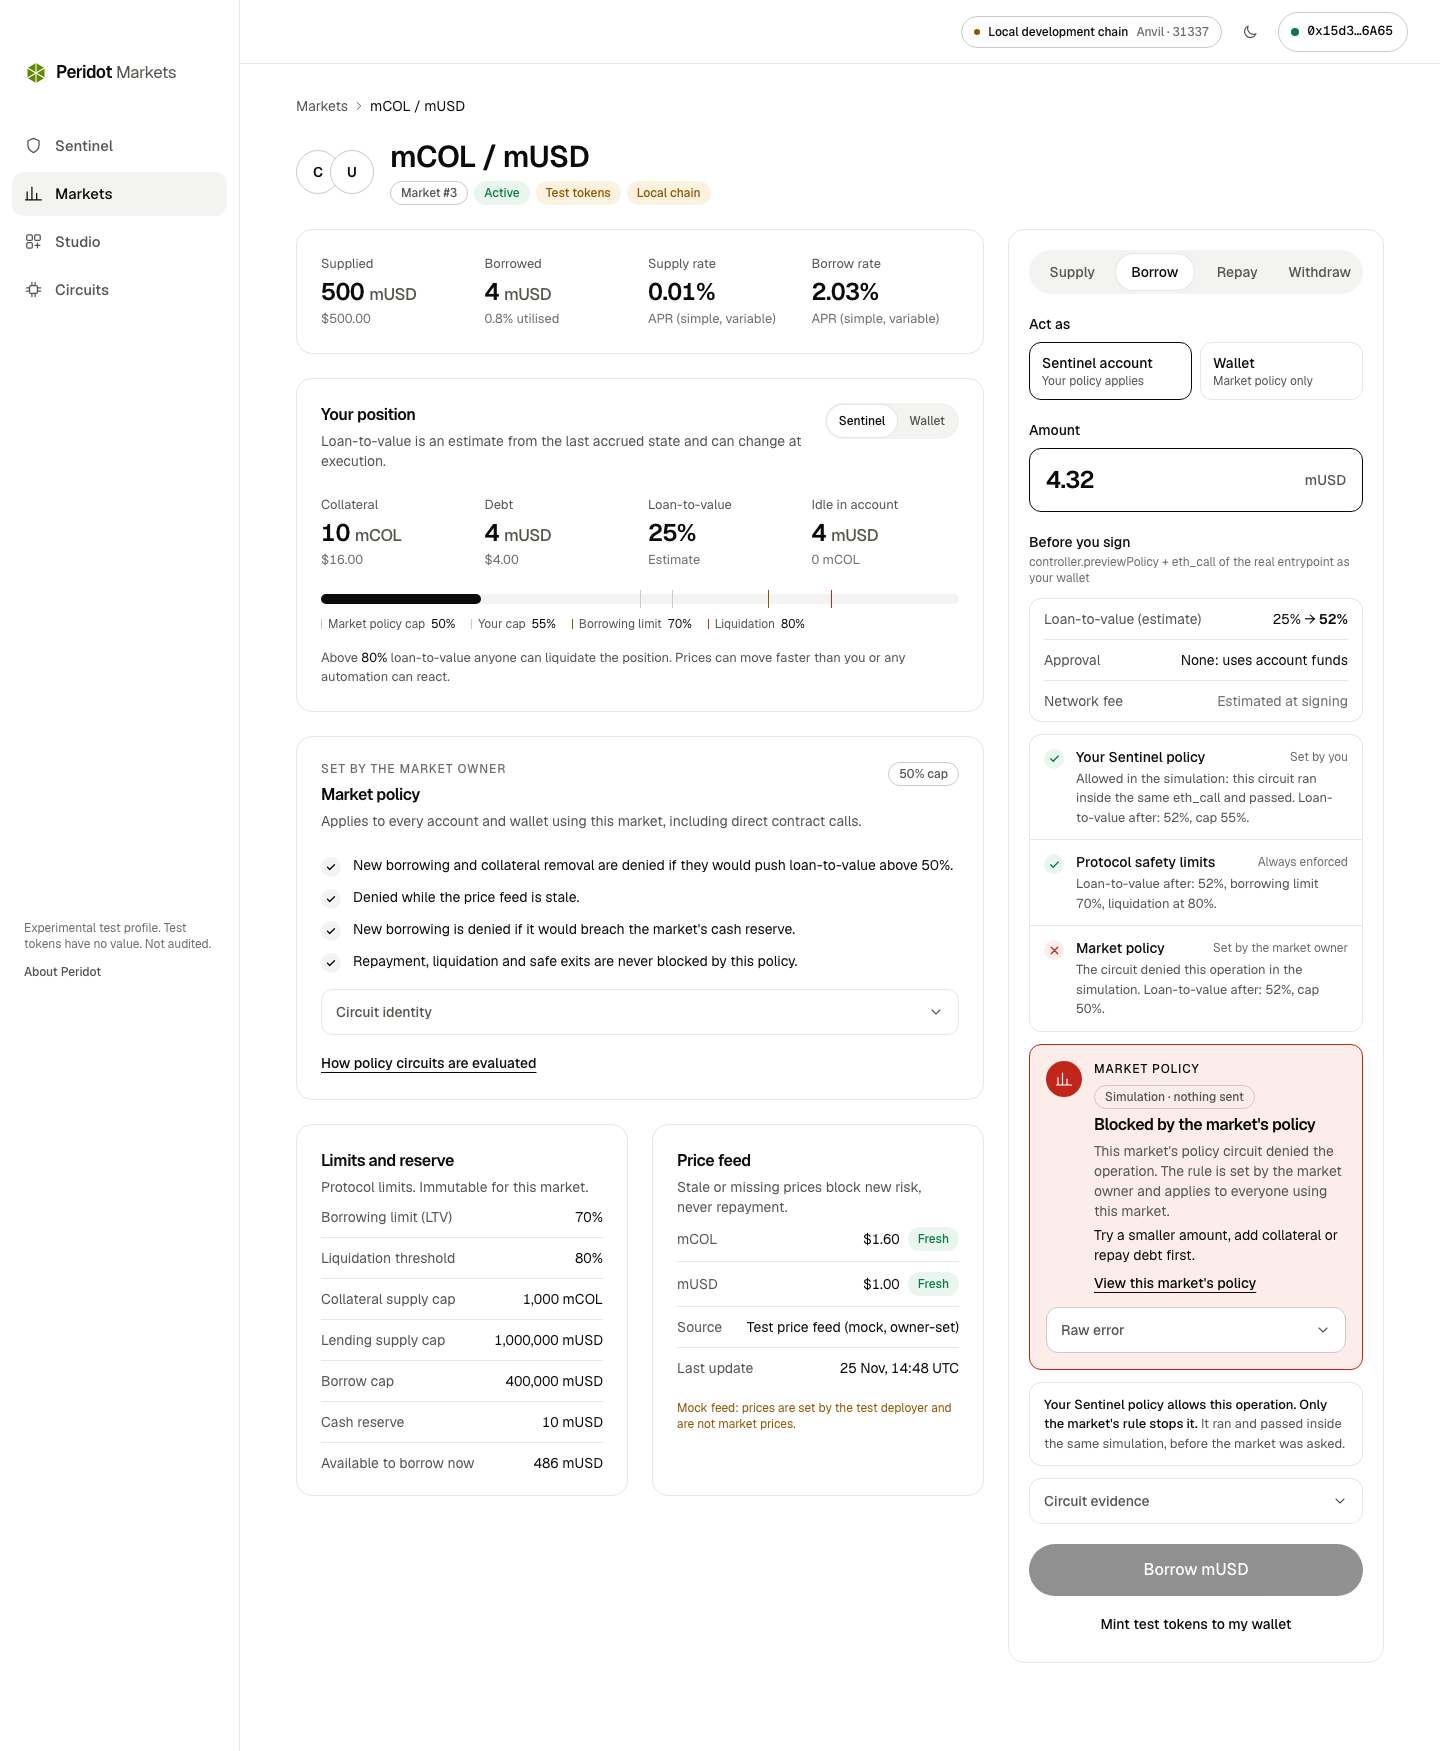 Local development chain Anvil · 31337
0x15d3…6A65
Peridot Markets
Sentinel
Markets
Studio
Circuits
Experimental test profile. Test
tokens have no value. Not audited.
About Peridot
Markets > mCOL / mUSD
C U
mCOL / mUSD
Market #3 Active Test tokens Local chain
Supplied Borrowed Supply rate Borrow rate
500 mUSD 4 mUSD 0.01% 2.03%
$500.00 0.8% utilised APR (simple, variable) APR (simple, variable)
Your position
Sentinel Wallet
Loan-to-value is an estimate from the last accrued state and can change at
execution.
Collateral Debt Loan-to-value Idle in account
10 mCOL 4 mUSD 25% 4 mUSD
$16.00 $4.00 Estimate 0 mCOL
Market policy cap 50% Your cap 55% Borrowing limit 70% Liquidation 80%
Above 80% loan-to-value anyone can liquidate the position. Prices can move faster than you or any
automation can react.
SET BY THE MARKET OWNER
50% cap
Market policy
Applies to every account and wallet using this market, including direct contract calls.
New borrowing and collateral removal are denied if they would push loan-to-value above 50%.
Denied while the price feed is stale.
New borrowing is denied if it would breach the market's cash reserve.
Repayment, liquidation and safe exits are never blocked by this policy.
Circuit identity
How policy circuits are evaluated
Limits and reserve
Protocol limits. Immutable for this market.
Borrowing limit (LTV) 70%
Liquidation threshold 80%
Collateral supply cap 1,000 mCOL
Lending supply cap 1,000,000 mUSD
Borrow cap 400,000 mUSD
Cash reserve 10 mUSD
Available to borrow now 486 mUSD
Price feed
Stale or missing prices block new risk,
never repayment.
mCOL $1.60 Fresh
mUSD $1.00 Fresh
Source Test price feed (mock, owner-set)
Last update 25 Nov, 14:48 UTC
Mock feed: prices are set by the test deployer and
are not market prices.
Supply Borrow Repay Withdraw
Act as
Sentinel account Wallet
Your policy applies Market policy only
Amount
4.32 mUSD
Before you sign
controller.previewPolicy + eth_call of the real entrypoint as
your wallet
Loan-to-value (estimate) 25% → 52%
Approval None: uses account funds
Network fee Estimated at signing
Your Sentinel policy Set by you
Allowed in the simulation: this circuit ran
inside the same eth_call and passed. Loan-
to-value after: 52%, cap 55%.
Protocol safety limits Always enforced
Loan-to-value after: 52%, borrowing limit
70%, liquidation at 80%.
Market policy Set by the market owner
The circuit denied this operation in the
simulation. Loan-to-value after: 52%, cap
50%.
MARKET POLICY
Simulation · nothing sent
Blocked by the market's policy
This market's policy circuit denied the
operation. The rule is set by the market
owner and applies to everyone using
this market.
Try a smaller amount, add collateral or
repay debt first.
View this market's policy
Raw error
Your Sentinel policy allows this operation. Only
the market's rule stops it. It ran and passed inside
the same simulation, before the market was asked.
Circuit evidence
Borrow mUSD
Mint test tokens to my wallet